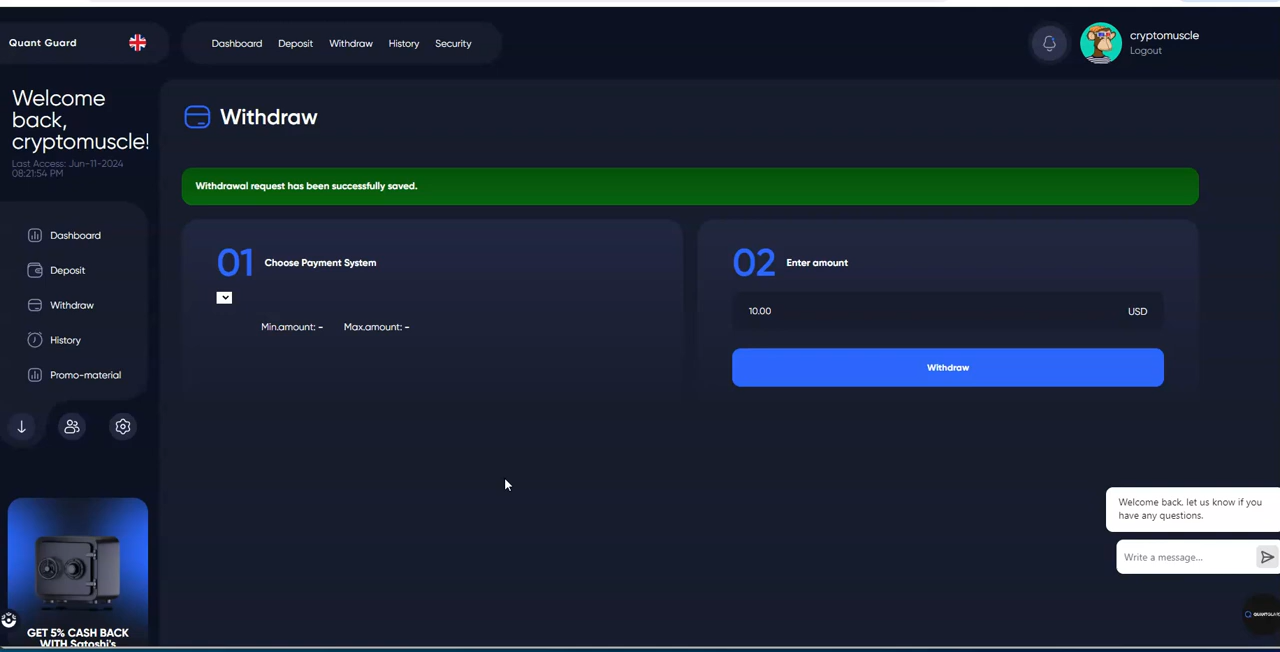 Quant Guard
Dashboard Deposit Withdraw History Security
cryptomuscle
Logout
Welcome
back,
cryptomuscle!
Last Access: Jun-11-2024
08:21:54 PM
Dashboard
Deposit
Withdraw
History
Promo-material
GET 5% CASH BACK
WITH Satoshi's
Withdraw
Withdrawal request has been successfully saved.
01 Choose Payment System
Min.amount: - Max.amount: -
02 Enter amount
10.00 USD
Withdraw
Welcome back, let us know if you
have any questions.
Write a message...